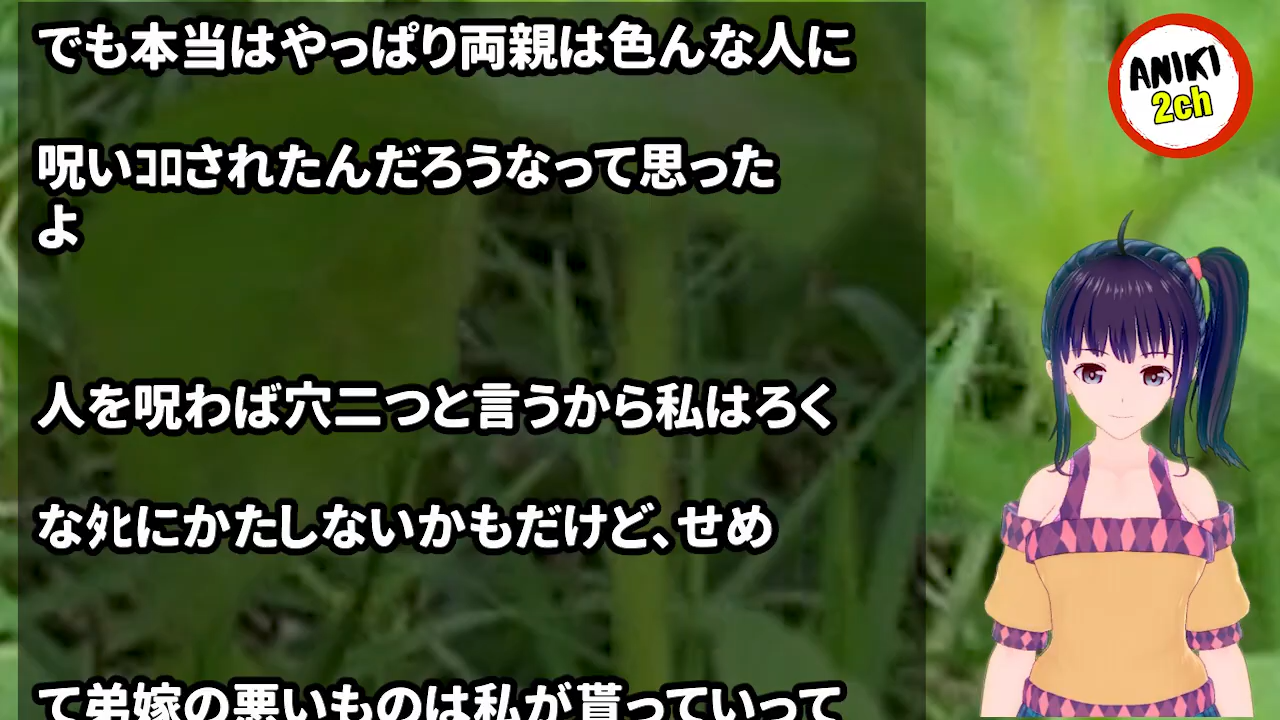 でも本当はやっぱり両親は色んな人に
呪いｺﾛされたんだろうなって思った
よ
人を呪わば穴二つと言うから私はろく
なﾀﾋにかたしないかもだけど、せめ
て弟嫁の悪いものは私が貰っていって
ANIKI
2ch